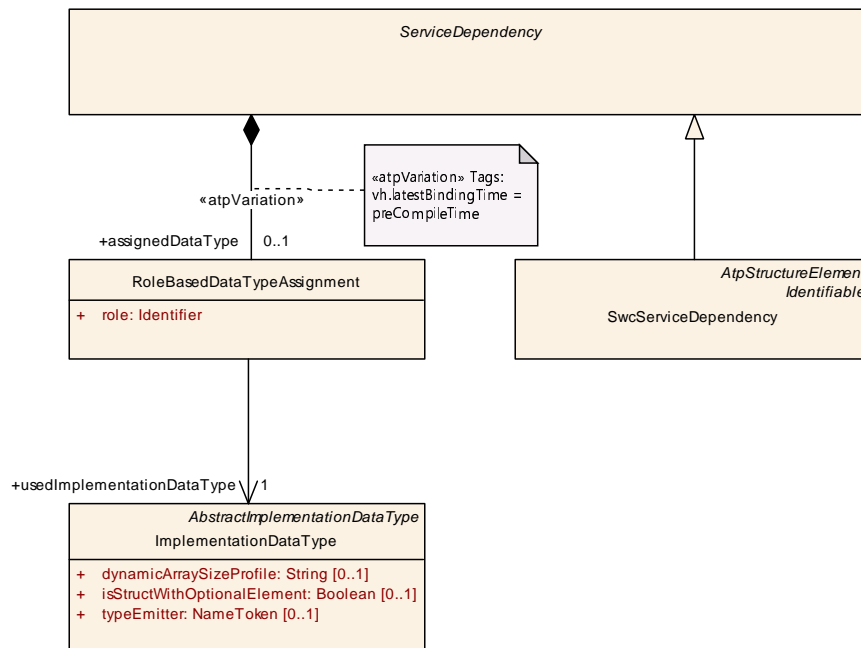 ServiceDependency
«atpVariation» Tags:
vh.latestBindingTime =
preCompileTime
«atpVariation»
+assignedDataType 0..1
RoleBasedDataTypeAssignment
+ role: Identifier
AtpStructureElement
Identifiable
SwcServiceDependency
+usedImplementationDataType 1
AbstractImplementationDataType
ImplementationDataType
+ dynamicArraySizeProfile: String [0..1]
+ isStructWithOptionalElement: Boolean [0..1]
+ typeEmitter: NameToken [0..1]